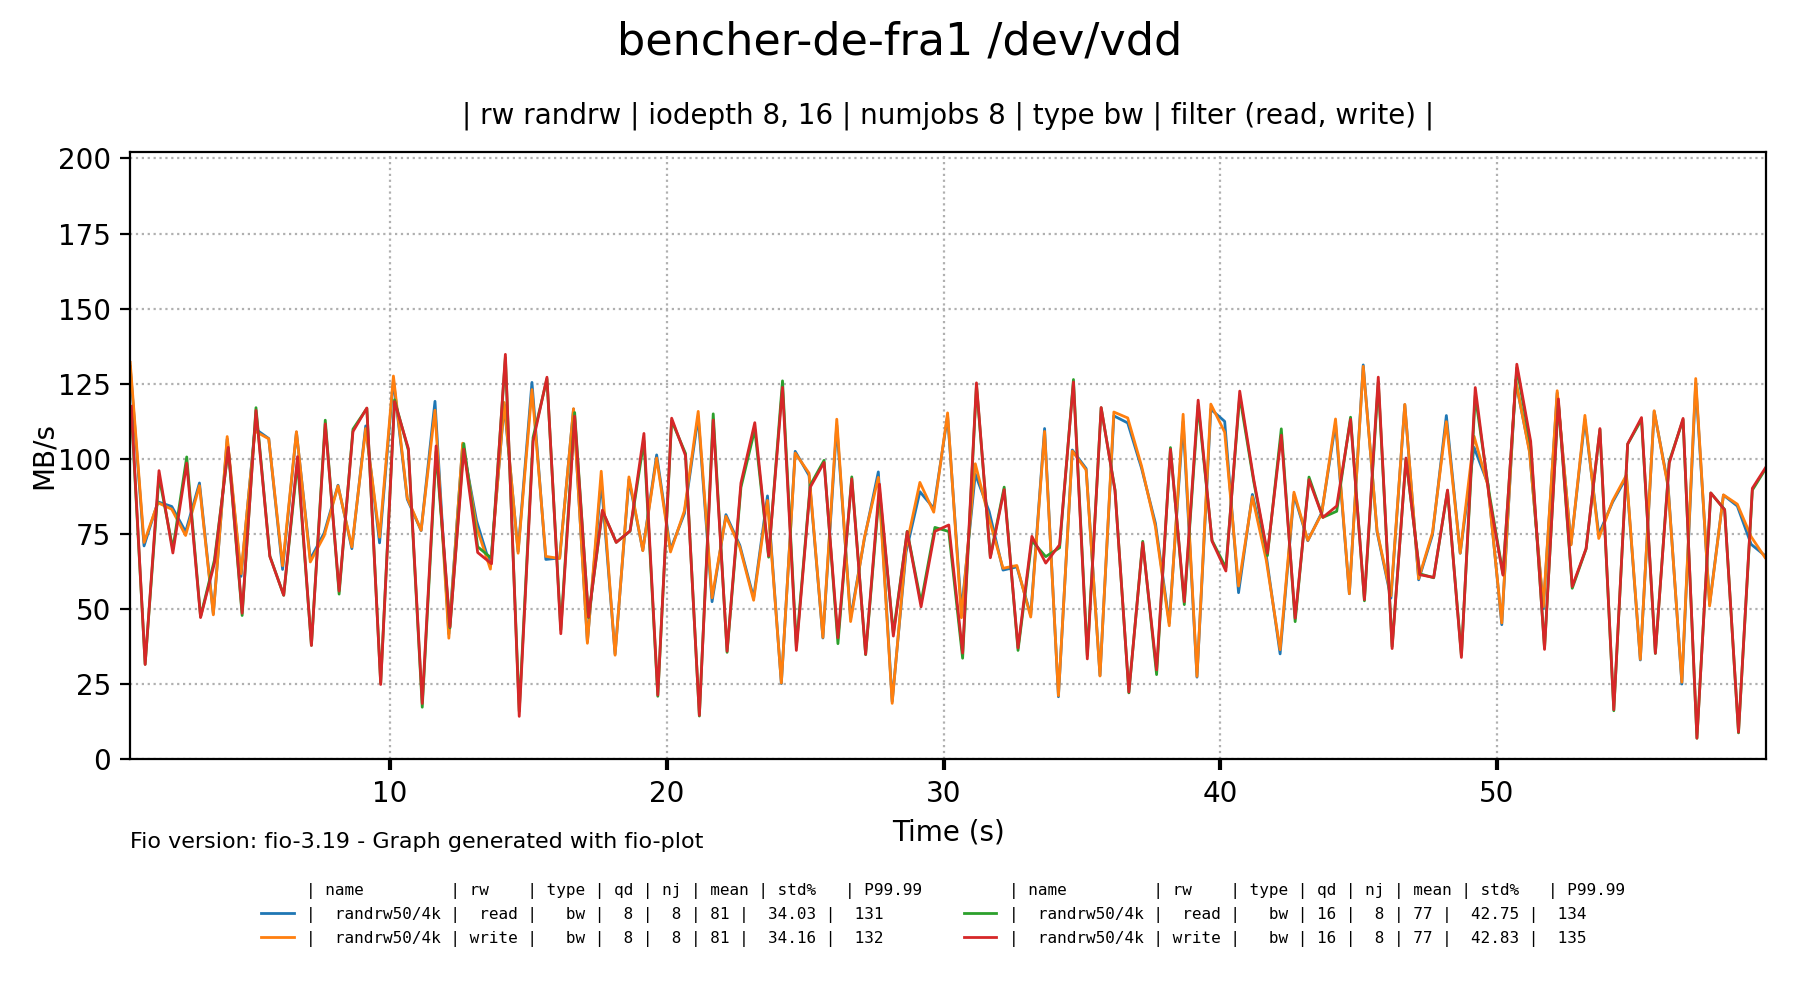 bencher-de-fra1 /dev/vdd
| rw randrw | iodepth 8, 16 | numjobs 8 | type bw | filter (read, write) |
200
175
150
125
100
75
50
25
0
MB/s
10 20 30 40 50
Time (s)
Fio version: fio-3.19 - Graph generated with fio-plot
| name | rw | type | qd | nj | mean | std% | P99.99 | name | rw | type | qd | nj | mean | std% | P99.99
| randrw50/4k | read | bw | 8 | 8 | 81 | 34.03 | 131 | randrw50/4k | read | bw | 16 | 8 | 77 | 42.75 | 134
| randrw50/4k | write | bw | 8 | 8 | 81 | 34.16 | 132 | randrw50/4k | write | bw | 16 | 8 | 77 | 42.83 | 135